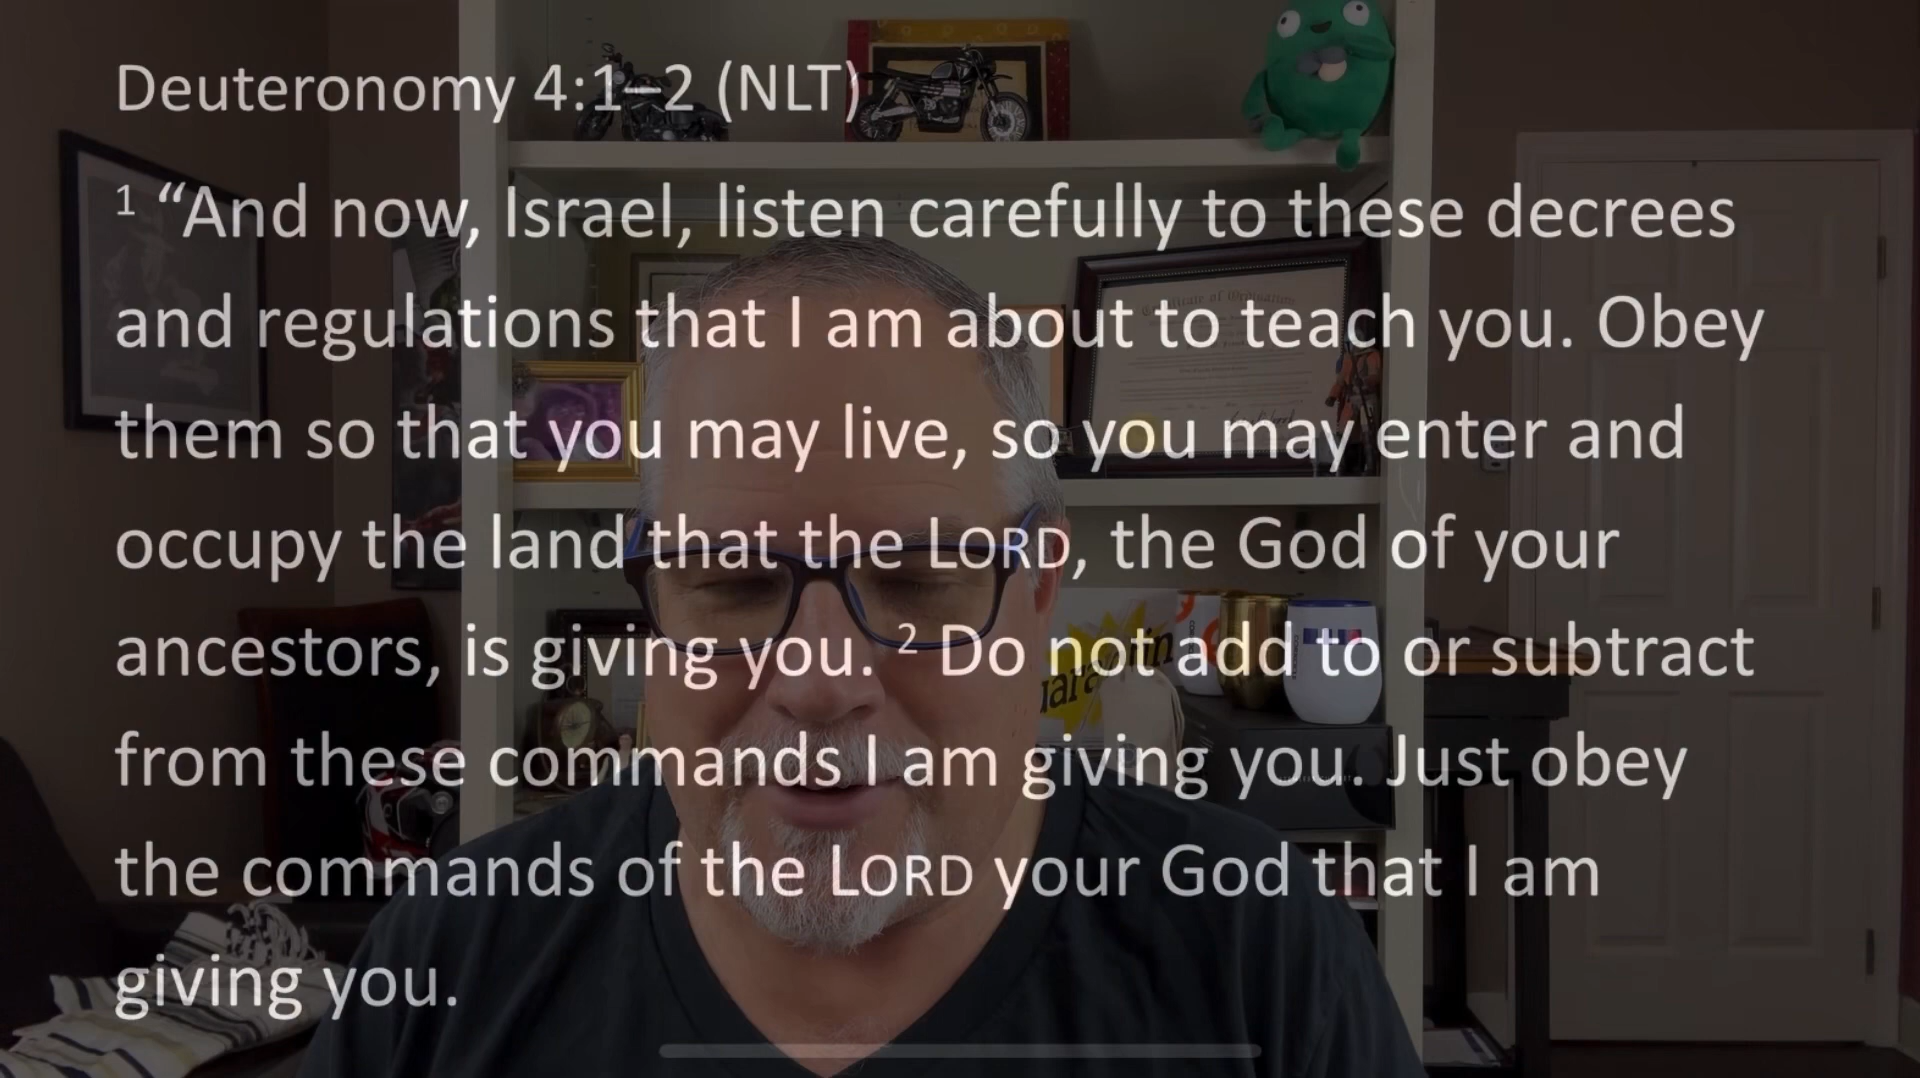 Deuteronomy 4:1–2 (NLT)
1 “And now, Israel, listen carefully to these decrees
and regulations that I am about to teach you. Obey
them so that you may live, so you may enter and
occupy the land that the LORD, the God of your
ancestors, is giving you. 2 Do not add to or subtract
from these commands I am giving you. Just obey
the commands of the LORD your God that I am
giving you.
Certificate of Ordination